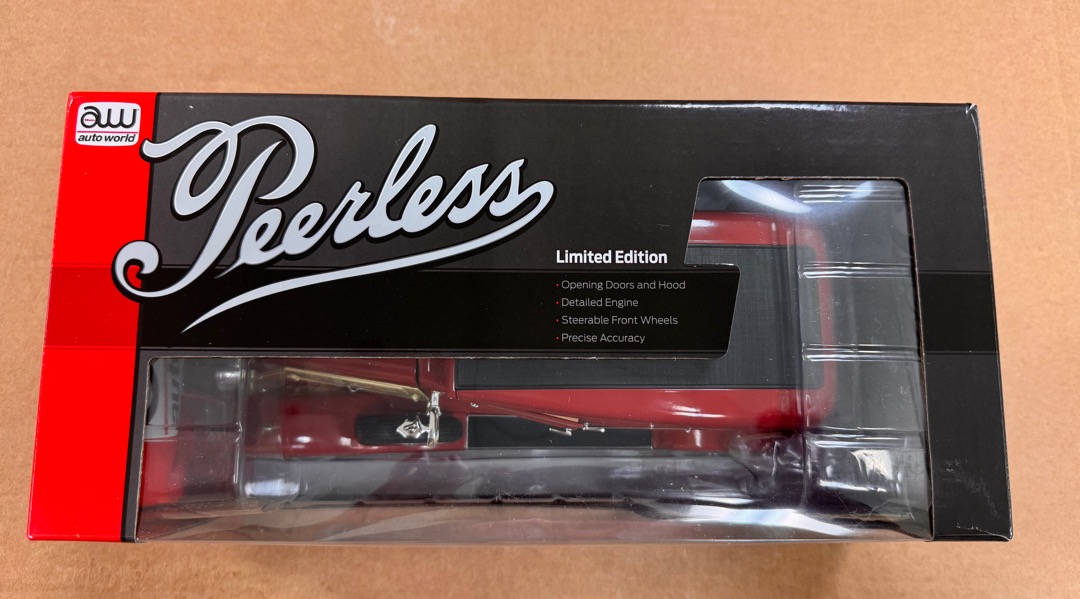 aw
auto world
Peerless
Limited Edition
· Opening Doors and Hood
· Detailed Engine
· Steerable Front Wheels
· Precise Accuracy